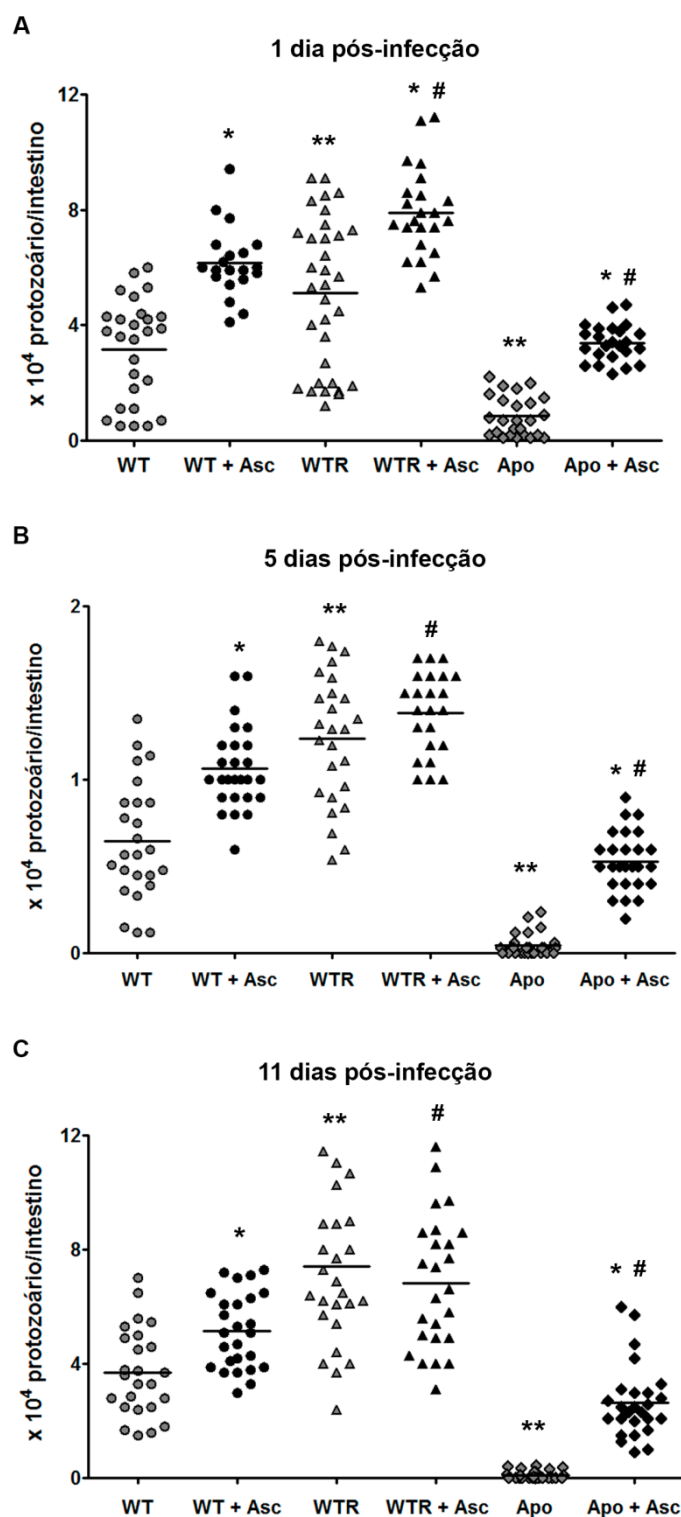 A
1 dia pós-infecção
x 10⁴ protozoário/intestino
12
8
4
0
* ** * # ** * #
WT WT + Asc WTR WTR + Asc Apo Apo + Asc
B
5 dias pós-infecção
x 10⁴ protozoário/intestino
2
1
0
* ** # ** * #
WT WT + Asc WTR WTR + Asc Apo Apo + Asc
C
11 dias pós-infecção
x 10⁴ protozoário/intestino
12
8
4
0
* ** # ** * #
WT WT + Asc WTR WTR + Asc Apo Apo + Asc